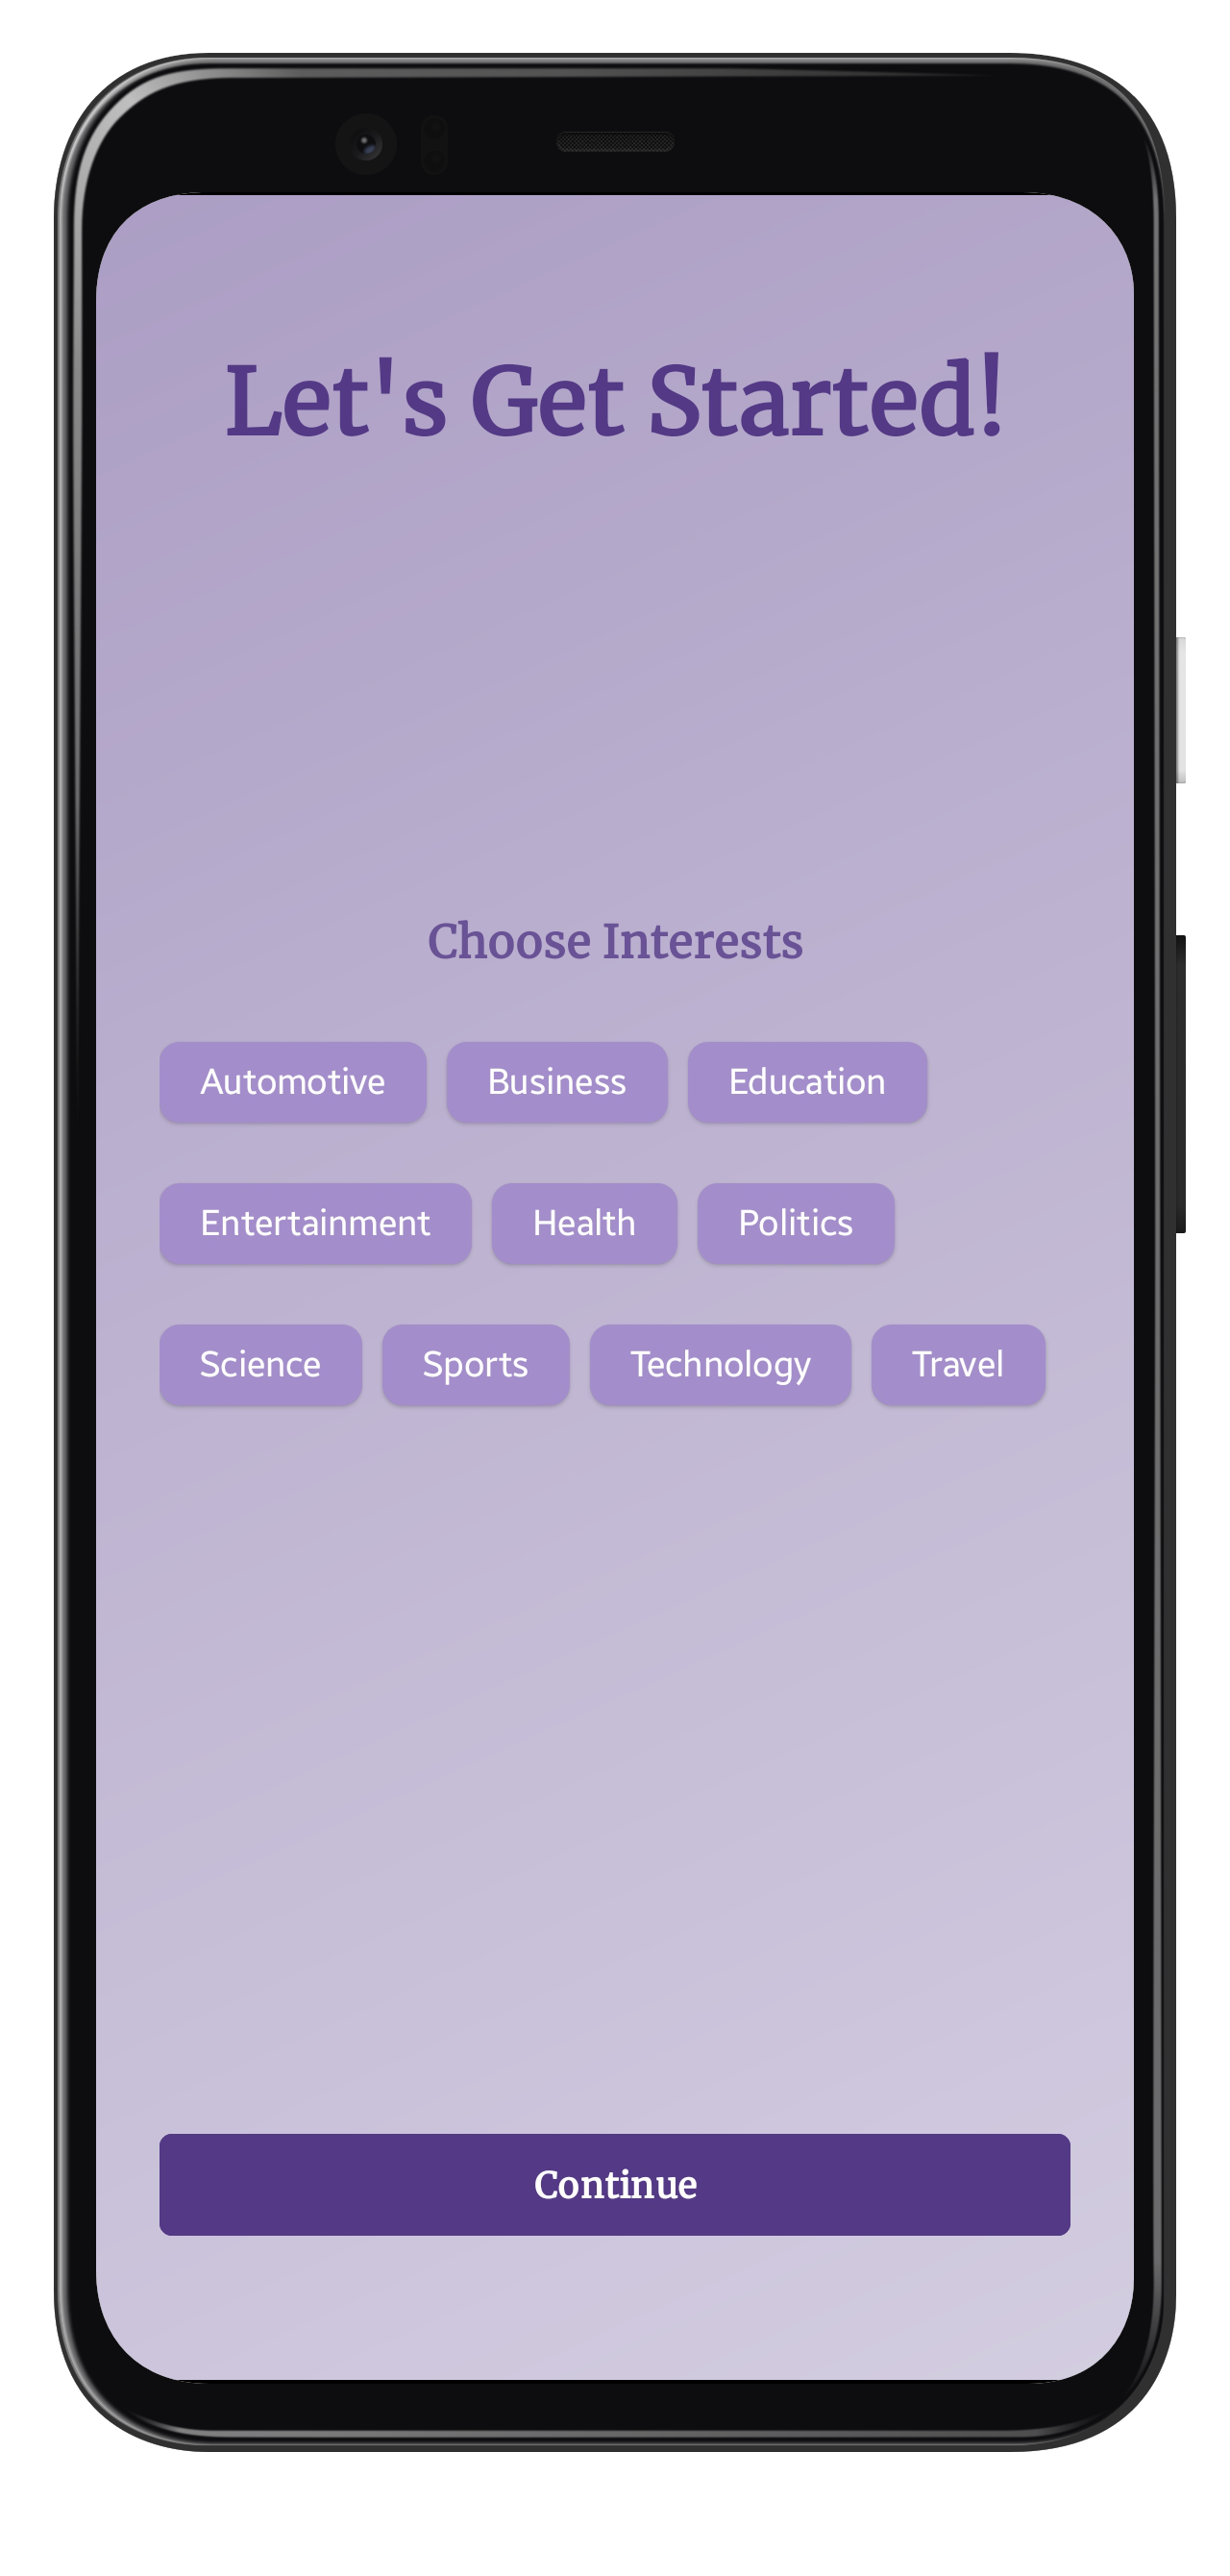 Let's Get Started!
Choose Interests
Automotive Business Education
Entertainment Health Politics
Science Sports Technology Travel
Continue